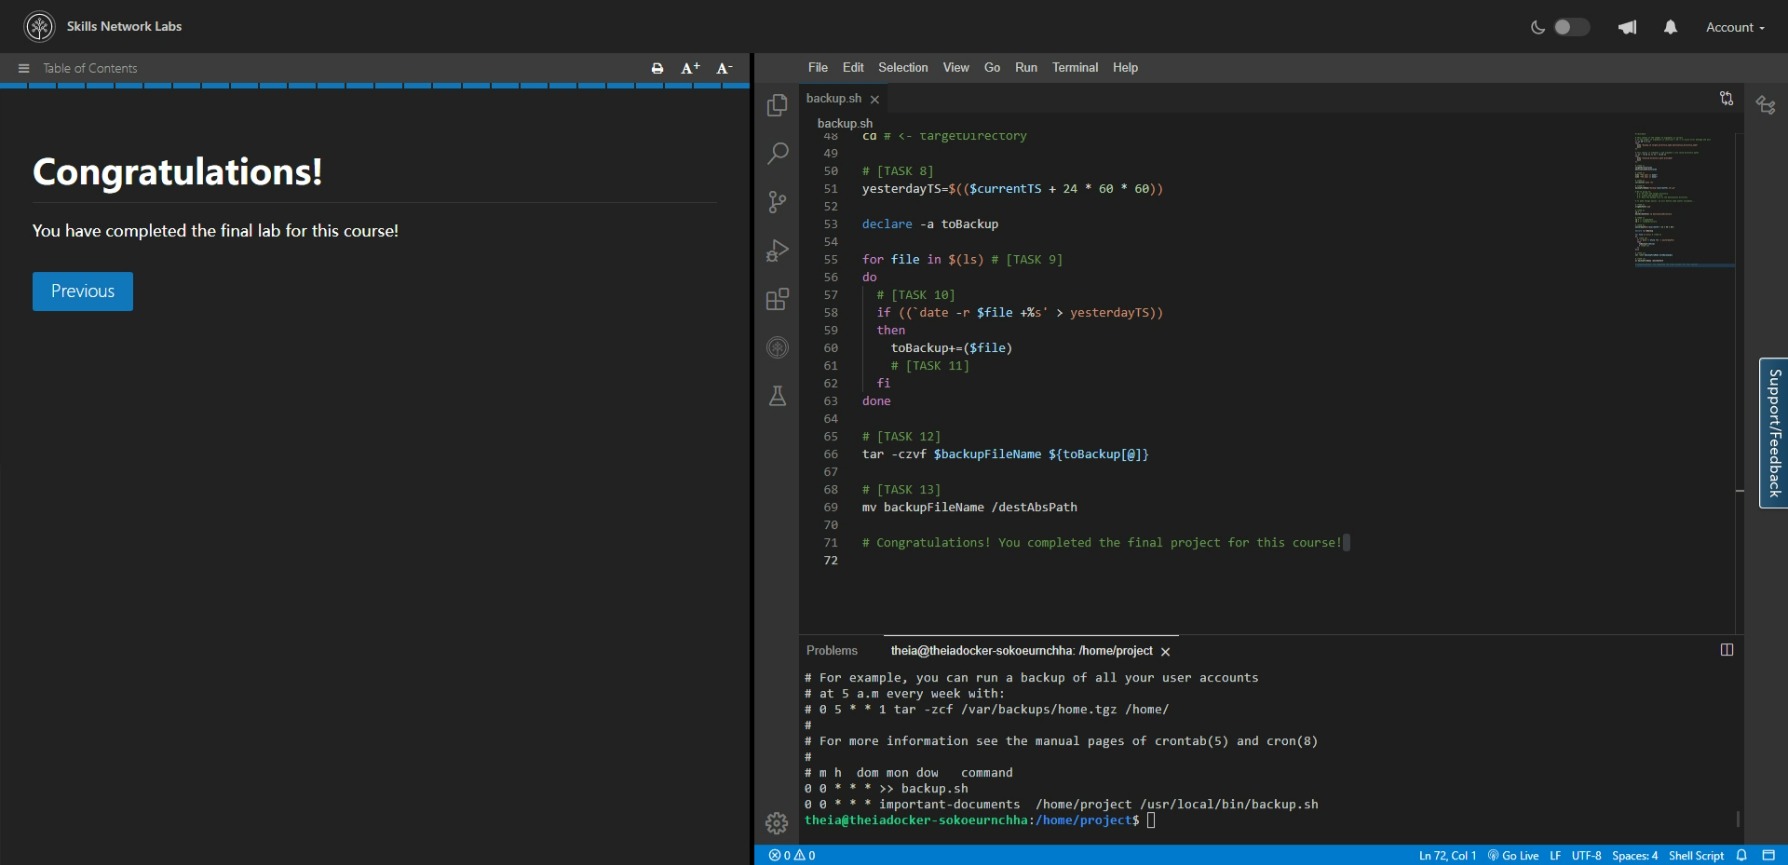 Skills Network Labs
Account
Table of Contents
A+ A-
Congratulations!
You have completed the final lab for this course!
Previous
File Edit Selection View Go Run Terminal Help
backup.sh
backup.sh
48 cd # <- targetDirectory
49
50 # [TASK 8]
51 yesterdayTS=$(($currentTS + 24 * 60 * 60))
52
53 declare -a toBackup
54
55 for file in $(ls) # [TASK 9]
56 do
57 # [TASK 10]
58 if ((`date -r $file +%s` > yesterdayTS))
59 then
60 toBackup+=($file)
61 # [TASK 11]
62 fi
63 done
64
65 # [TASK 12]
66 tar -czvf $backupFileName ${toBackup[@]}
67
68 # [TASK 13]
69 mv backupFileName /destAbsPath
70
71 # Congratulations! You completed the final project for this course!
72
Support/Feedback
Problems theia@theiadocker-sokoeurnchha: /home/project
# For example, you can run a backup of all your user accounts
# at 5 a.m every week with:
# 0 5 * * 1 tar -zcf /var/backups/home.tgz /home/
#
# For more information see the manual pages of crontab(5) and cron(8)
#
# m h dom mon dow command
0 0 * * * >> backup.sh
0 0 * * * important-documents /home/project /usr/local/bin/backup.sh
theia@theiadocker-sokoeurnchha:/home/project$
0 0
Ln 72, Col 1 Go Live LF UTF-8 Spaces: 4 Shell Script